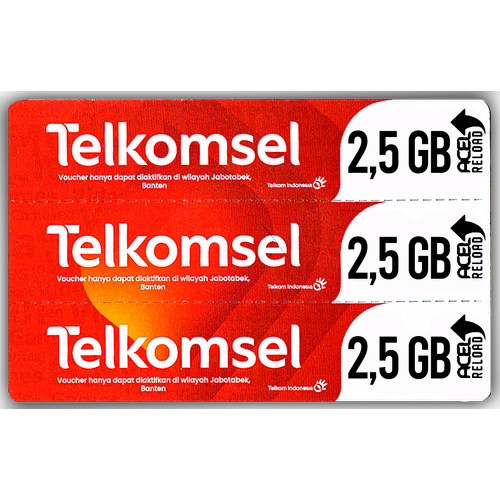 Telkomsel
Voucher hanya dapat diaktifkan di wilayah Jabotabek,
Banten
Telkom Indonesia
2,5 GB
ACEL
RELOAD
Telkomsel
Voucher hanya dapat diaktifkan di wilayah Jabotabek,
Banten
Telkom Indonesia
2,5 GB
ACEL
RELOAD
Telkomsel
Voucher hanya dapat diaktifkan di wilayah Jabotabek,
Banten
Telkom Indonesia
2,5 GB
ACEL
RELOAD